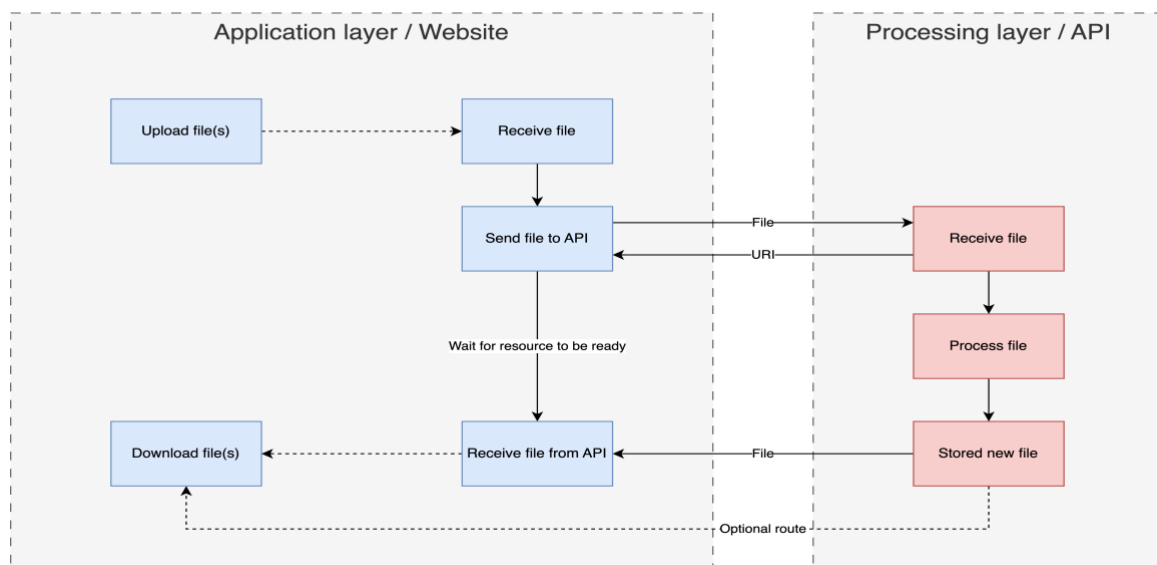 Application layer / Website
Processing layer / API
Upload file(s)
Receive file
Send file to API
File
Receive file
URI
Wait for resource to be ready
Process file
Download file(s)
Receive file from API
File
Stored new file
Optional route